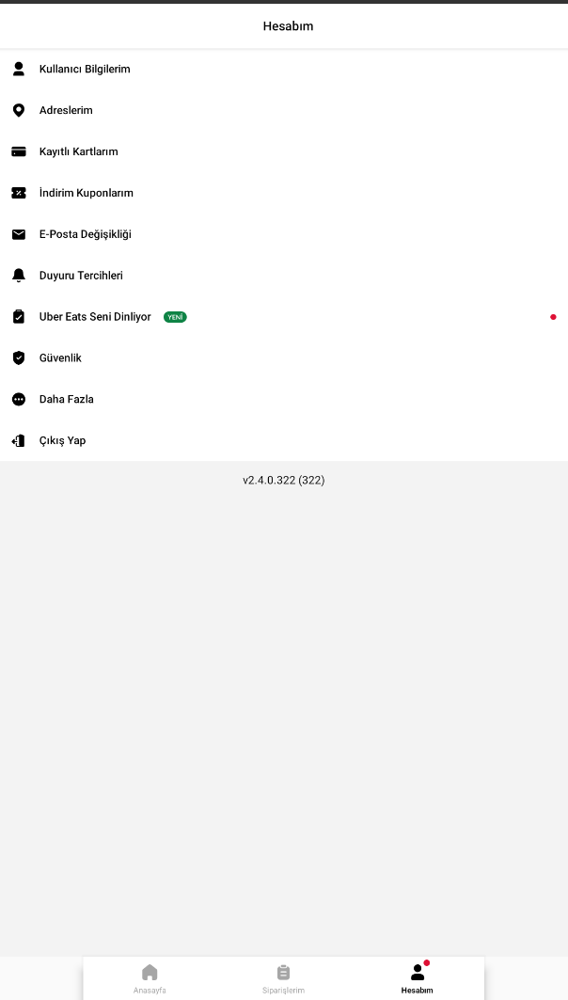 Hesabım
Kullanıcı Bilgilerim
Adreslerim
Kayıtlı Kartlarım
İndirim Kuponlarım
E-Posta Değişikliği
Duyuru Tercihleri
Uber Eats Seni Dinliyor YENİ
Güvenlik
Daha Fazla
Çıkış Yap
v2.4.0.322 (322)
Anasayfa Siparişlerim Hesabım